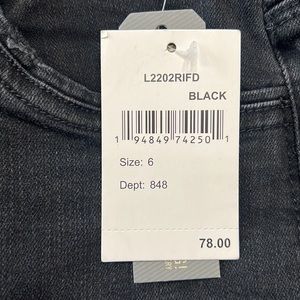 L2202RIFD
BLACK
1 94849 74250 1
Size: 6
Dept: 848
78.00